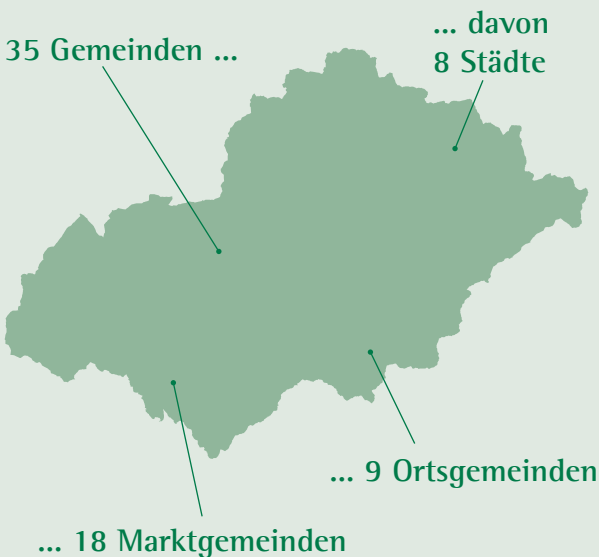 35 Gemeinden ...
... davon
8 Städte
... 9 Ortsgemeinden
... 18 Marktgemeinden